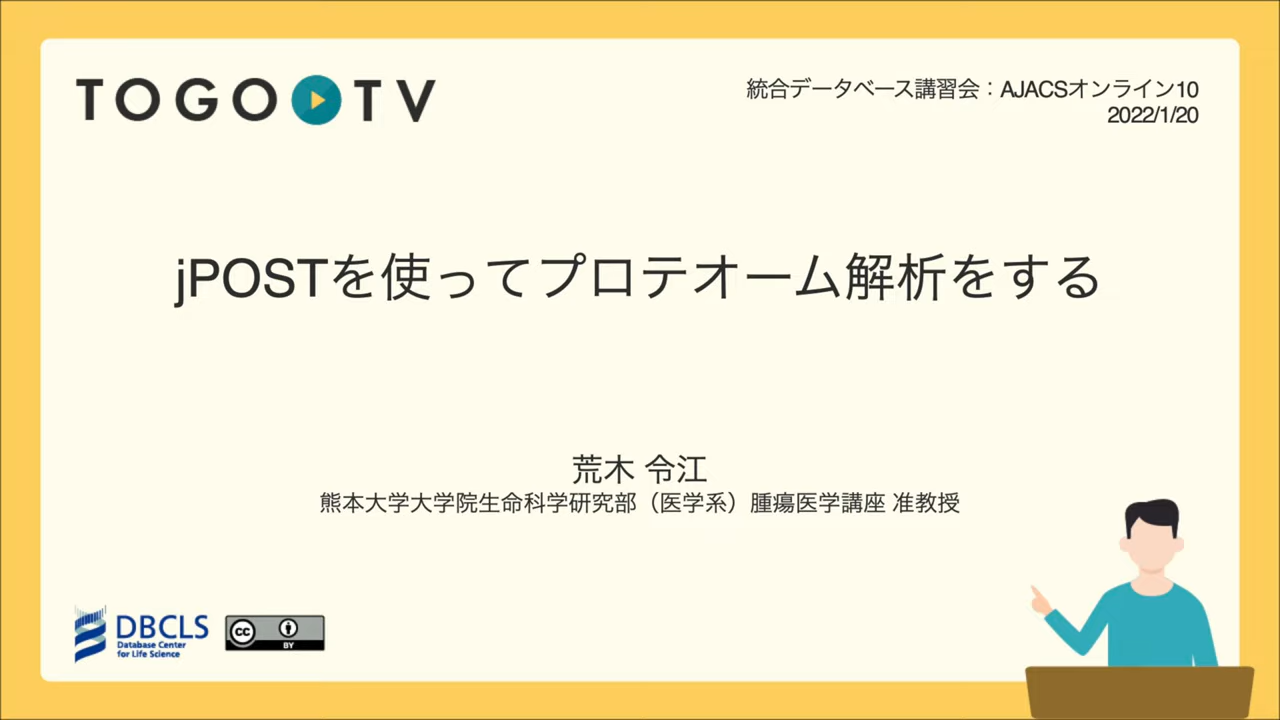 TOGO TV
統合データベース講習会：AJACSオンライン10
2022/1/20
jPOSTを使ってプロテオーム解析をする
荒木 令江
熊本大学大学院生命科学研究部（医学系）腫瘍医学講座 准教授
DBCLS
Database Center
for Life Science
cc
BY